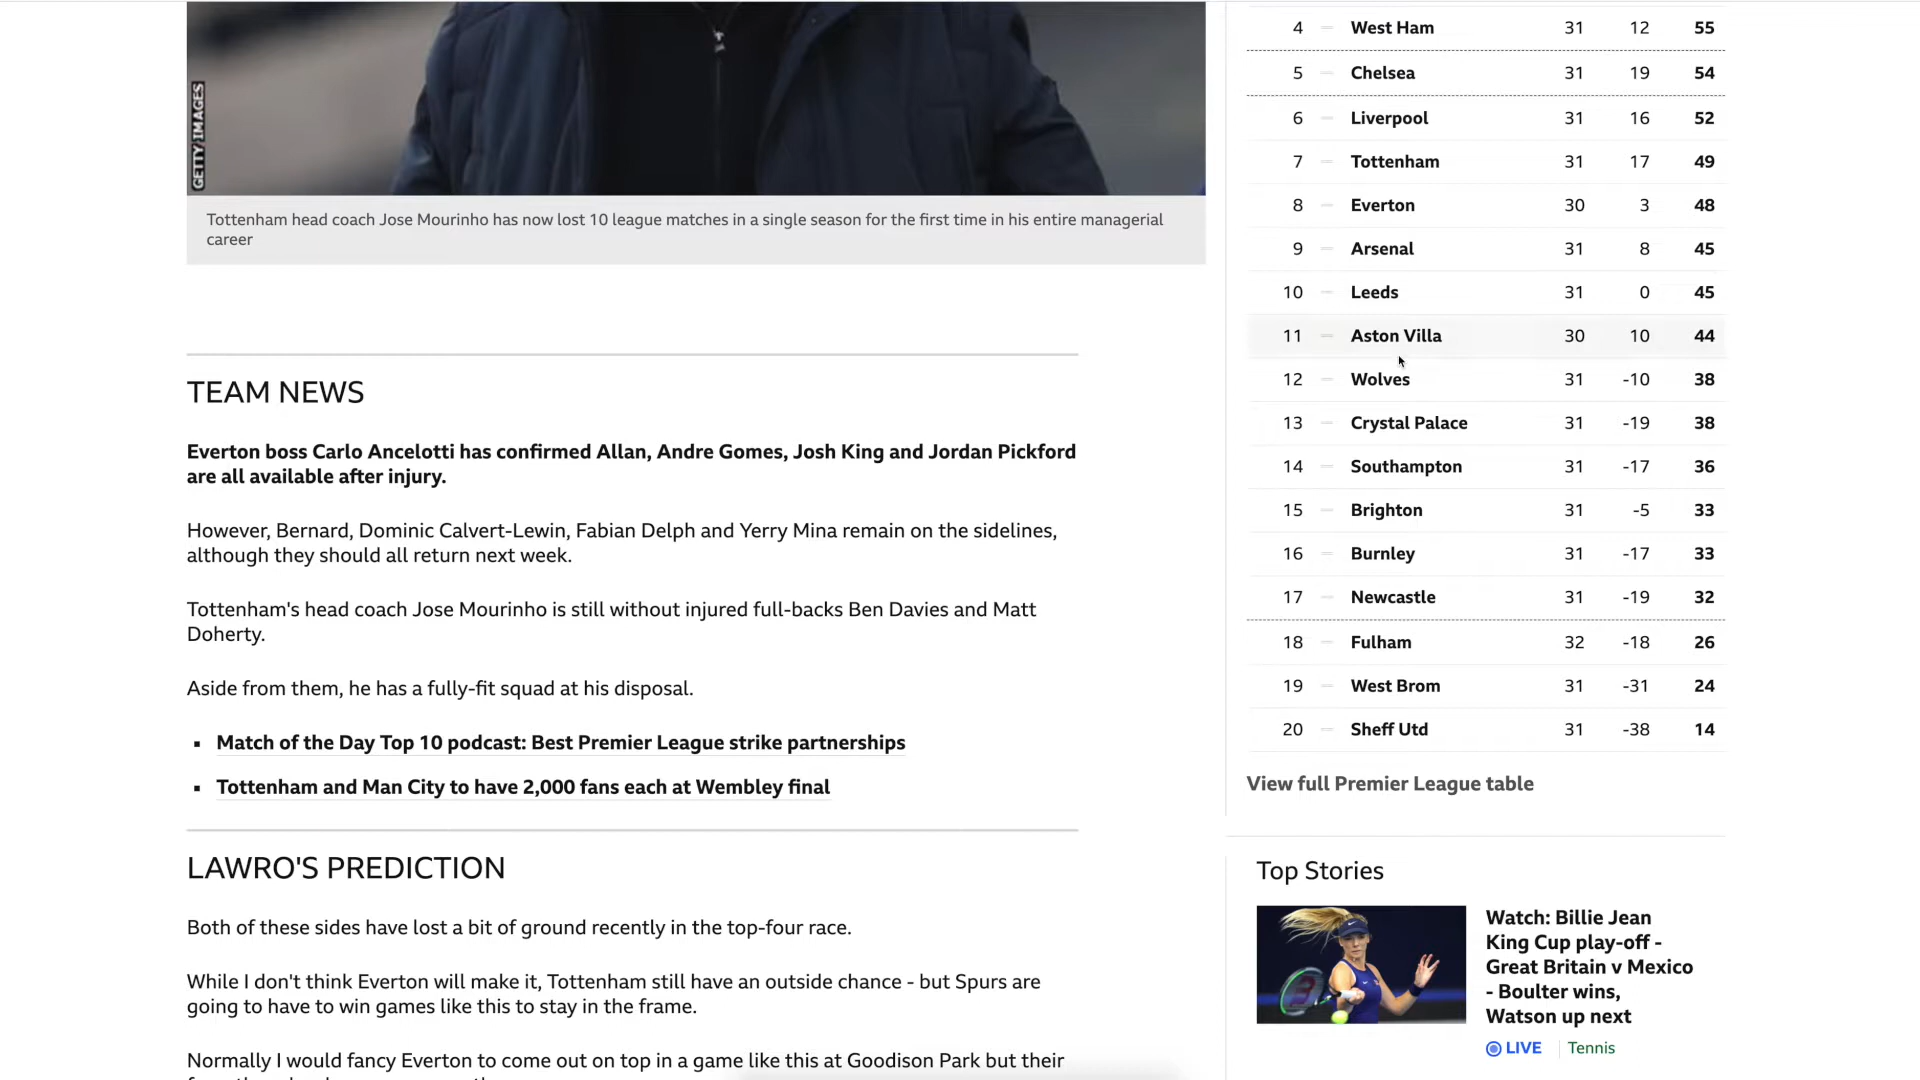 GETTY IMAGES
Tottenham head coach Jose Mourinho has now lost 10 league matches in a single season for the first time in his entire managerial
career
TEAM NEWS
Everton boss Carlo Ancelotti has confirmed Allan, Andre Gomes, Josh King and Jordan Pickford
are all available after injury.
However, Bernard, Dominic Calvert-Lewin, Fabian Delph and Yerry Mina remain on the sidelines,
although they should all return next week.
Tottenham's head coach Jose Mourinho is still without injured full-backs Ben Davies and Matt
Doherty.
Aside from them, he has a fully-fit squad at his disposal.
▪ Match of the Day Top 10 podcast: Best Premier League strike partnerships
▪ Tottenham and Man City to have 2,000 fans each at Wembley final
LAWRO'S PREDICTION
Both of these sides have lost a bit of ground recently in the top-four race.
While I don't think Everton will make it, Tottenham still have an outside chance - but Spurs are
going to have to win games like this to stay in the frame.
Normally I would fancy Everton to come out on top in a game like this at Goodison Park but their
4 West Ham 31 12 55
5 Chelsea 31 19 54
6 Liverpool 31 16 52
7 Tottenham 31 17 49
8 Everton 30 3 48
9 Arsenal 31 8 45
10 Leeds 31 0 45
11 Aston Villa 30 10 44
12 Wolves 31 -10 38
13 Crystal Palace 31 -19 38
14 Southampton 31 -17 36
15 Brighton 31 -5 33
16 Burnley 31 -17 33
17 Newcastle 31 -19 32
18 Fulham 32 -18 26
19 West Brom 31 -31 24
20 Sheff Utd 31 -38 14
View full Premier League table
Top Stories
Watch: Billie Jean
King Cup play-off -
Great Britain v Mexico
- Boulter wins,
Watson up next
LIVE Tennis